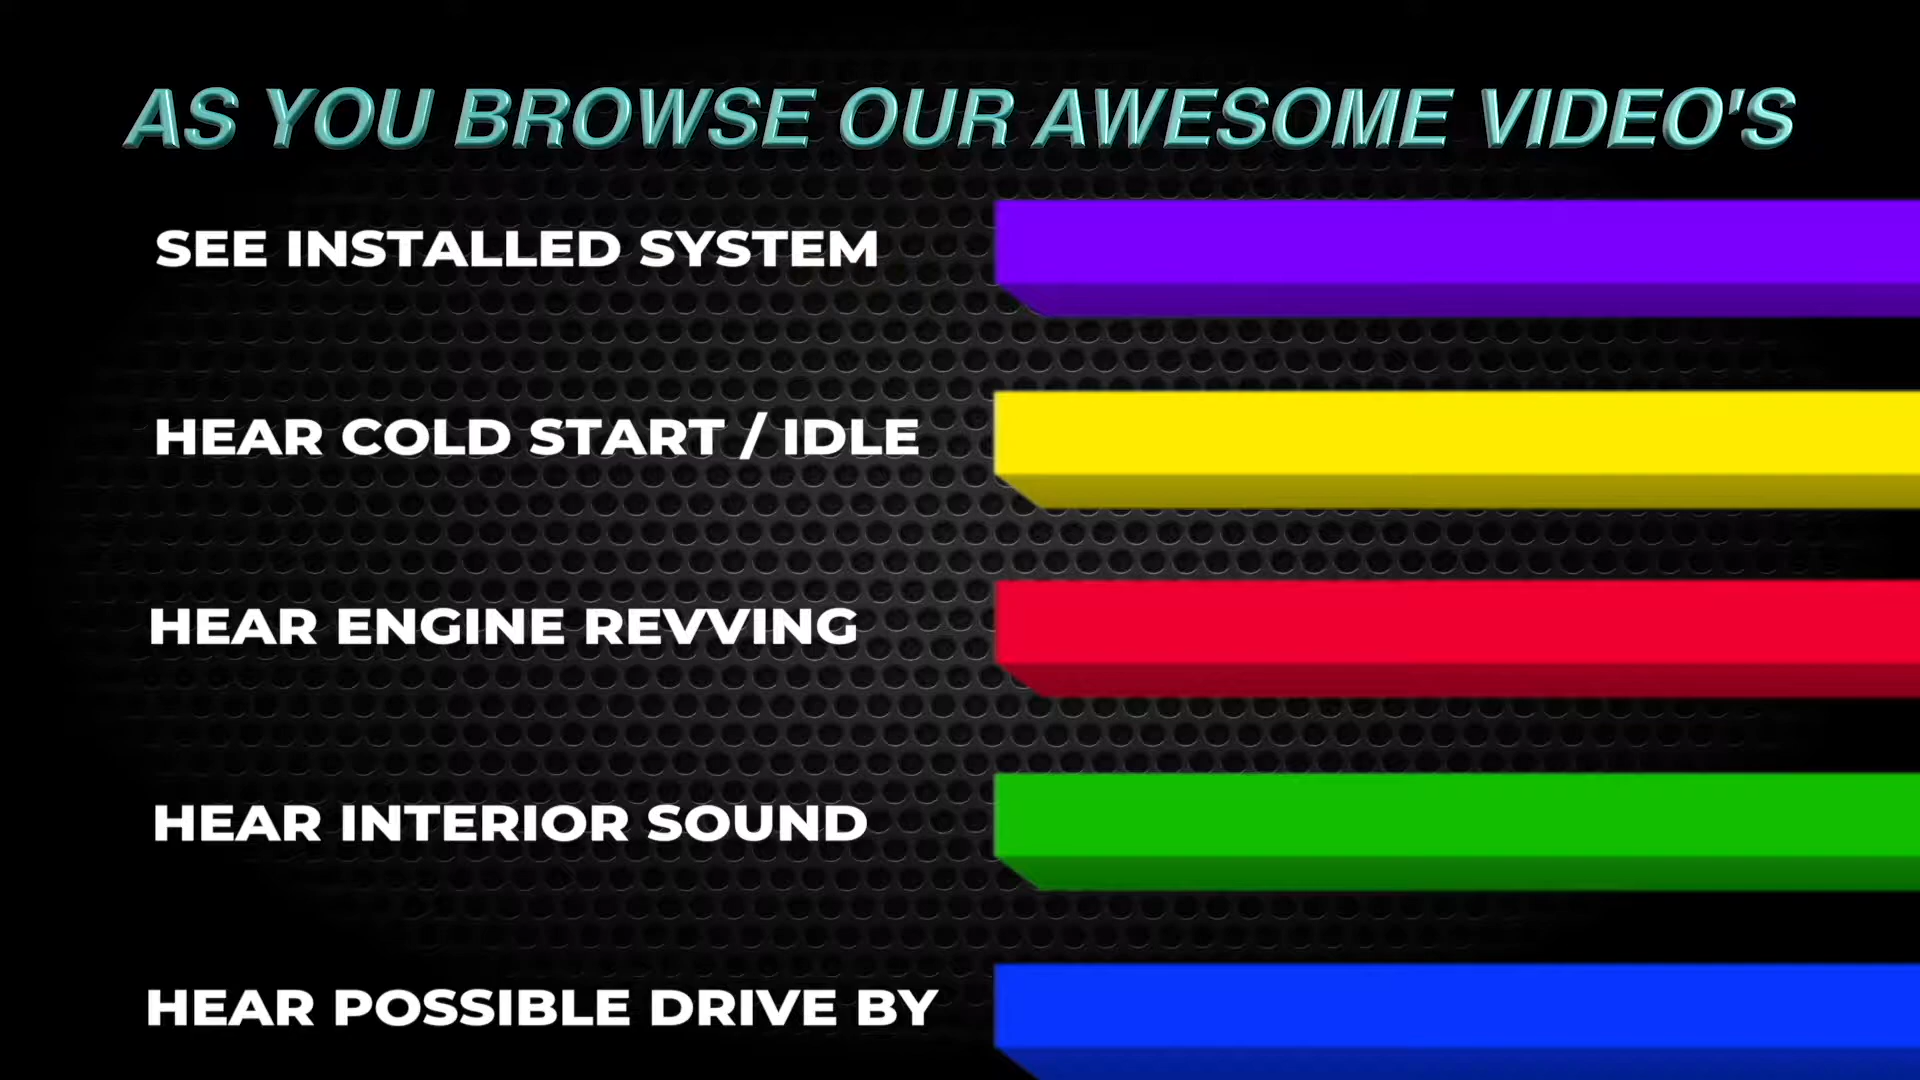 AS YOU BROWSE OUR AWESOME VIDEO'S
SEE INSTALLED SYSTEM
HEAR COLD START / IDLE
HEAR ENGINE REVVING
HEAR INTERIOR SOUND
HEAR POSSIBLE DRIVE BY